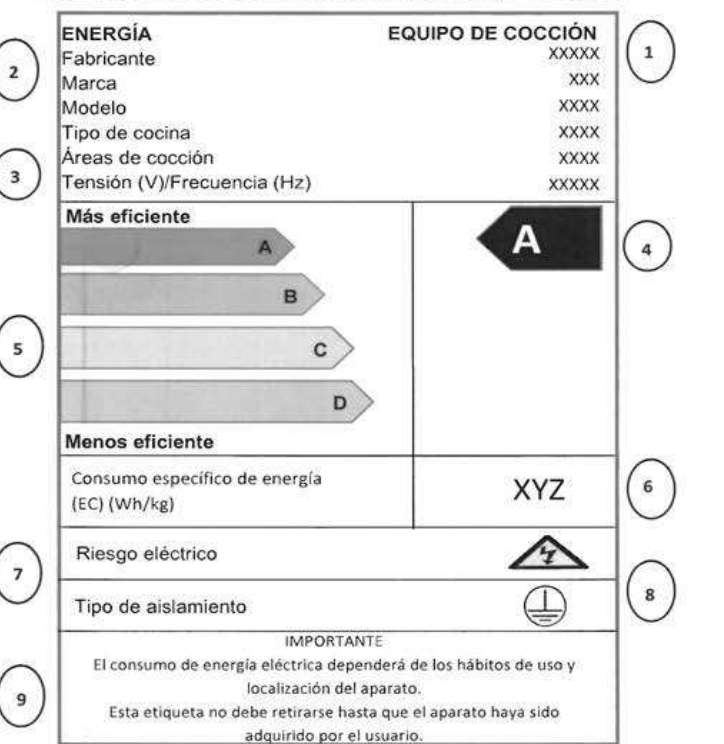 ENERGÍA EQUIPO DE COCCIÓN
Fabricante XXXXX
1
2
Marca XXX
Modelo XXXX
Tipo de cocina XXXX
Áreas de cocción XXXX
3
Tensión (V)/Frecuencia (Hz) XXXXX
Más eficiente
A
A
4
B
5
C
D
Menos eficiente
Consumo específico de energía
(EC) (Wh/kg)
XYZ
6
Riesgo eléctrico
7
8
Tipo de aislamiento
IMPORTANTE
El consumo de energía eléctrica dependerá de los hábitos de uso y
localización del aparato.
9
Esta etiqueta no debe retirarse hasta que el aparato haya sido
adquirido por el usuario.